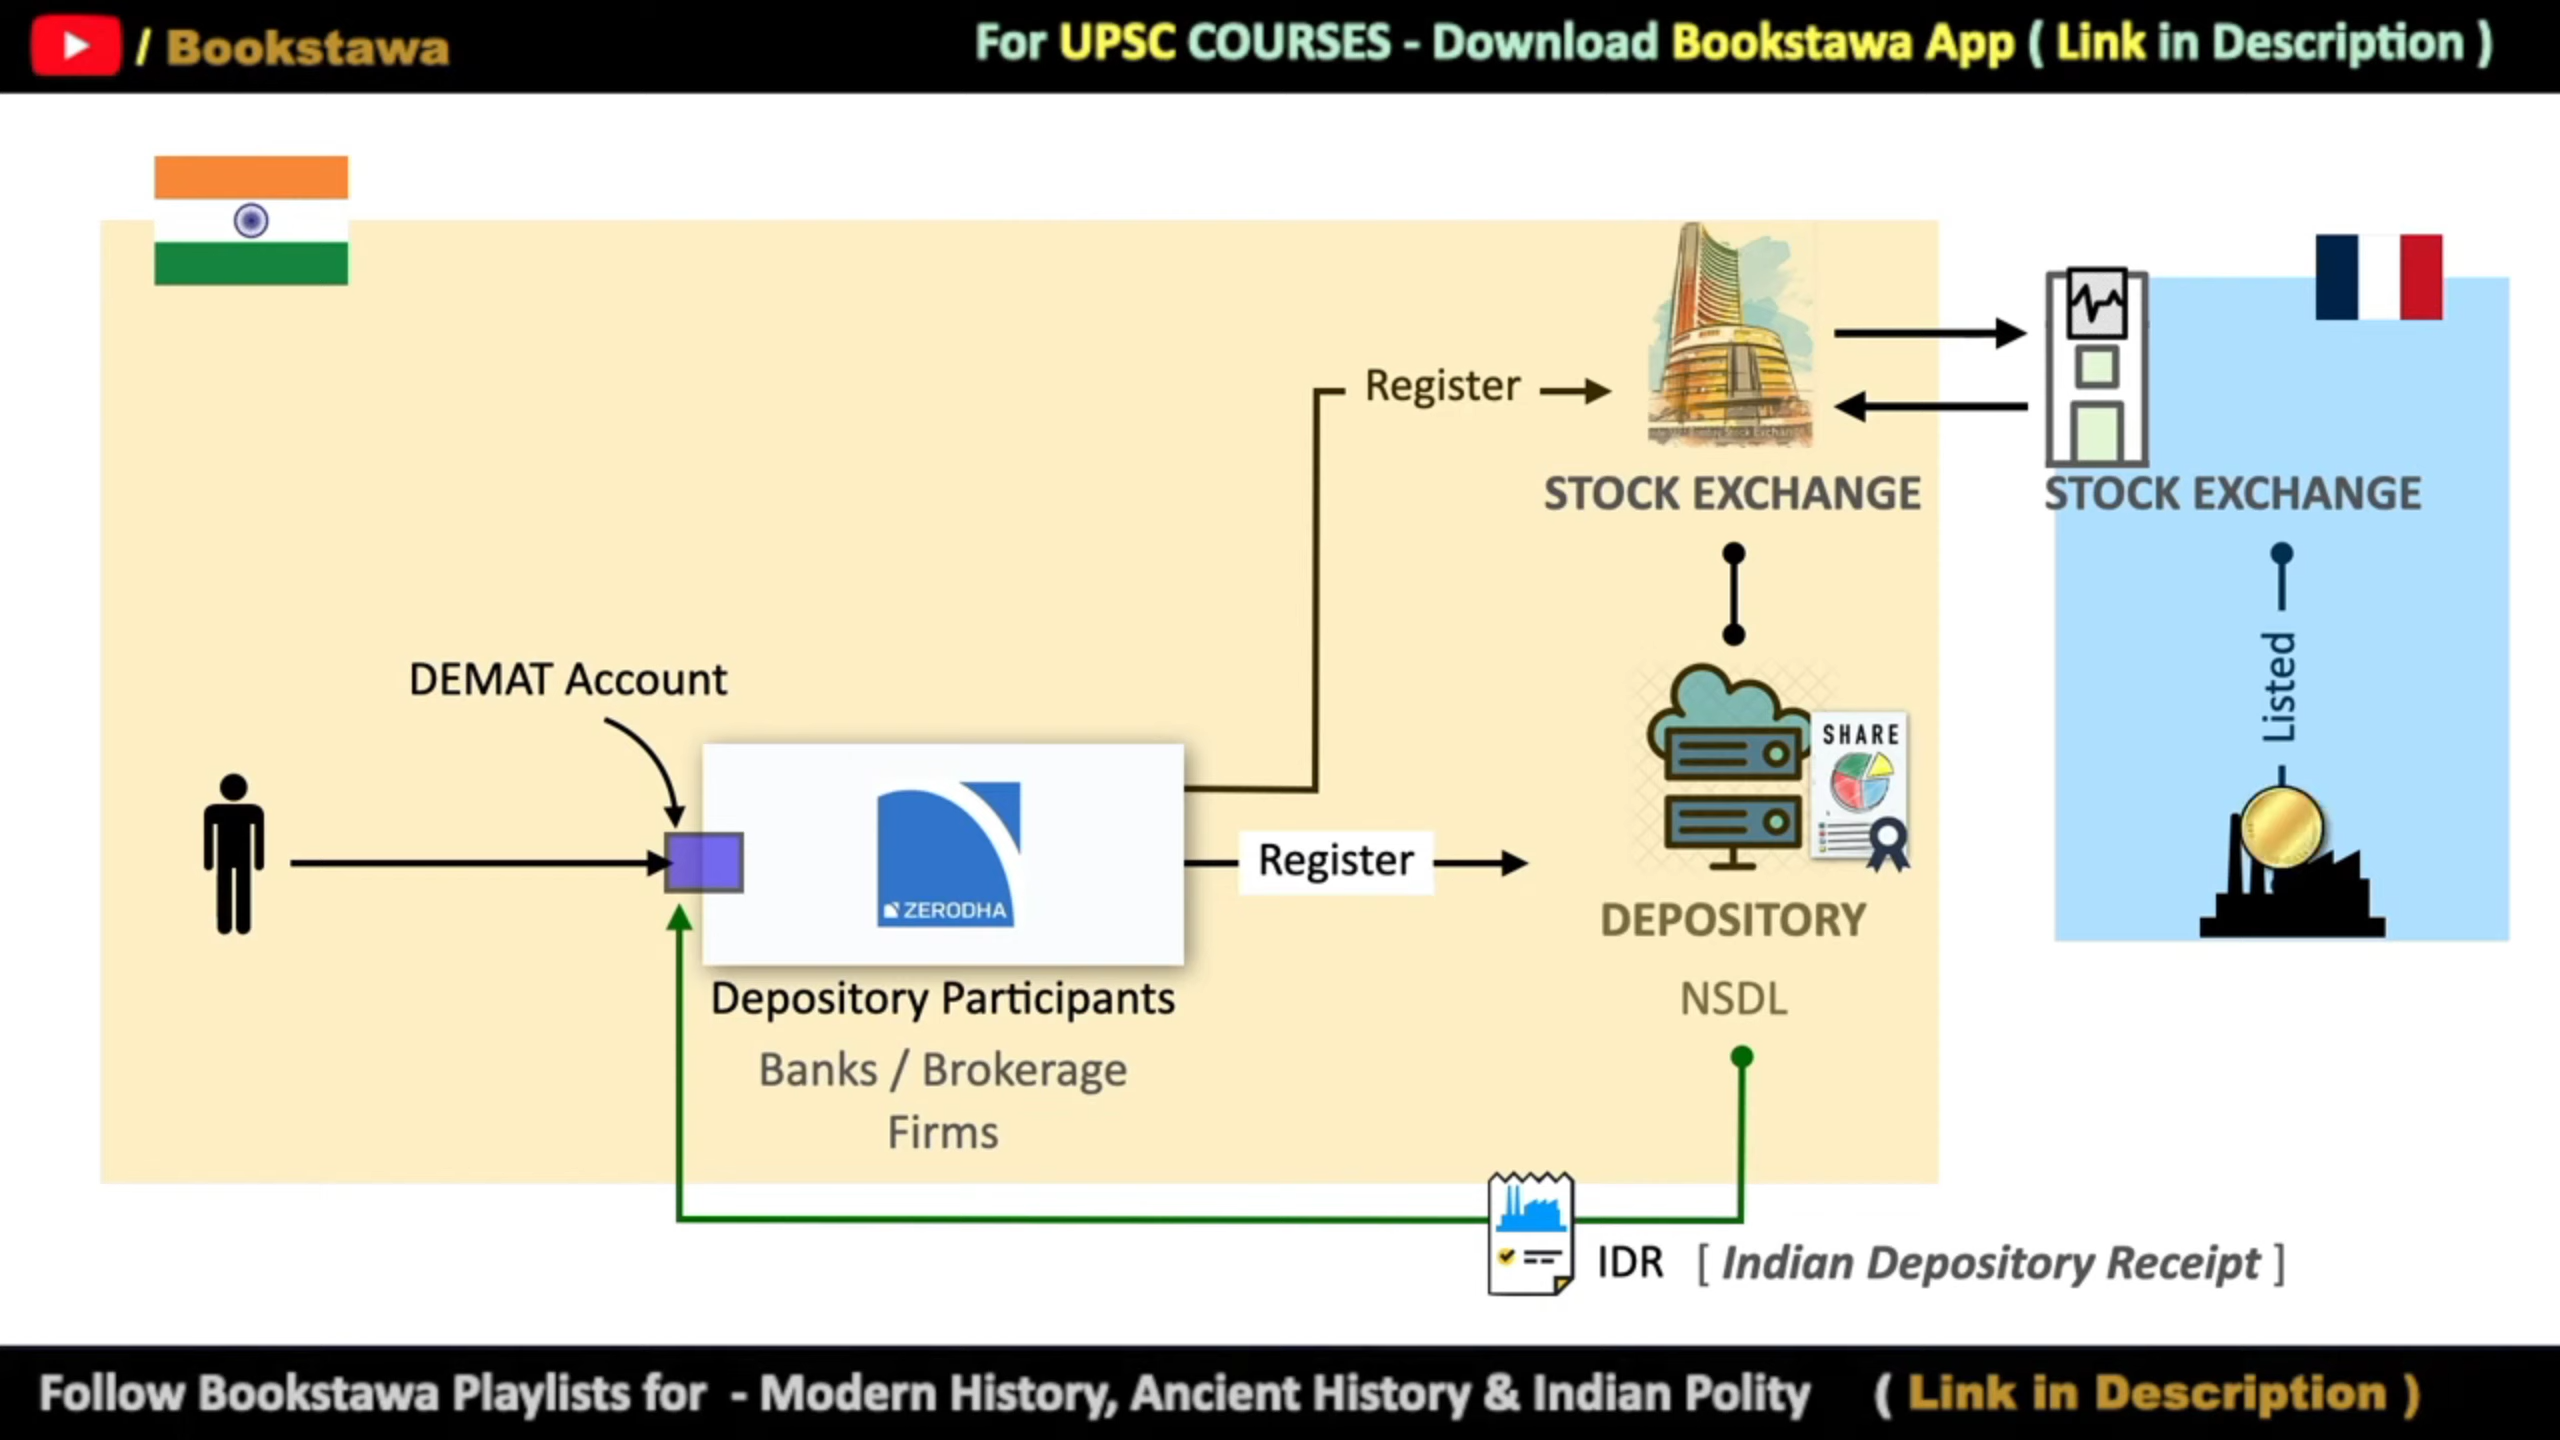 / Bookstawa
For UPSC COURSES - Download Bookstawa App ( Link in Description )
Register
STOCK EXCHANGE
STOCK EXCHANGE
Listed
DEMAT Account
SHARE
ZERODHA
Register
DEPOSITORY
NSDL
Depository Participants
Banks / Brokerage
Firms
IDR [ Indian Depository Receipt ]
Follow Bookstawa Playlists for - Modern History, Ancient History & Indian Polity ( Link in Description )